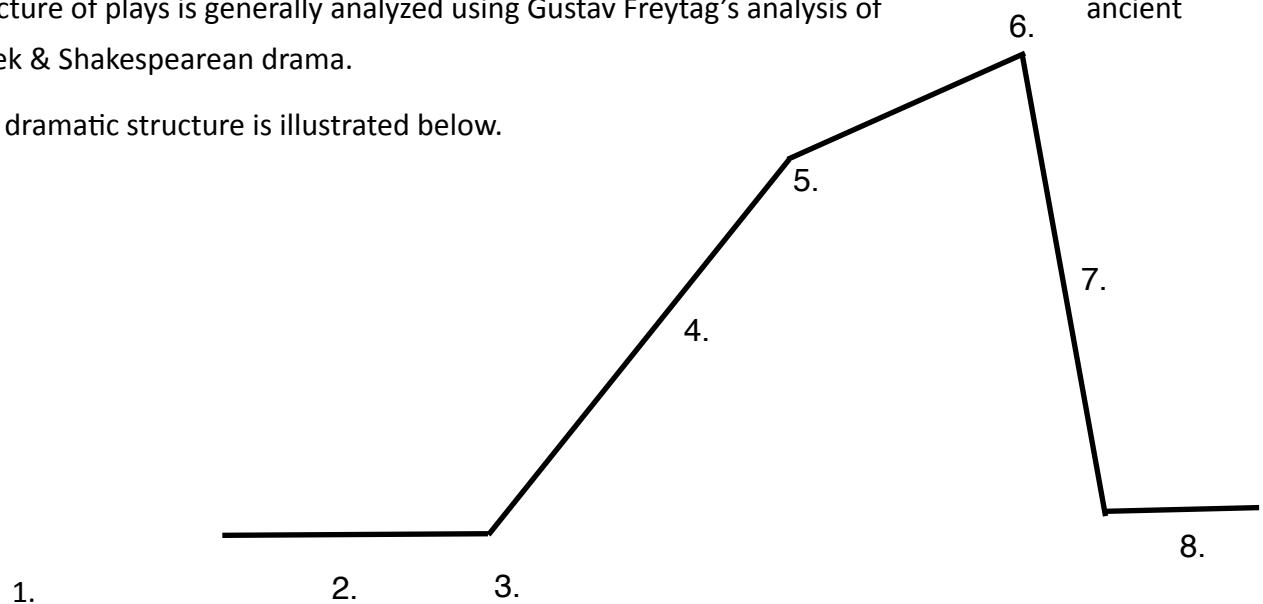 cture of plays is generally analyzed using Gustav Freytag's analysis of ancient
ek & Shakespearean drama.
dramatic structure is illustrated below.
6.
5.
7.
4.
8.
1. 2. 3.